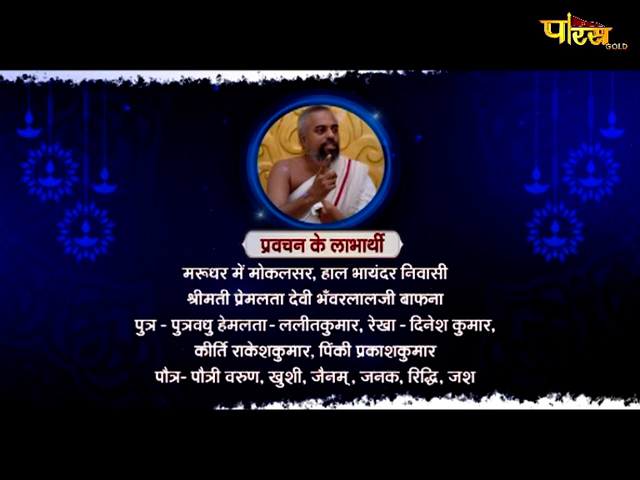 पारस
GOLD
प्रवचन के लाभार्थी
मरूधर में मोकलसर, हाल भायंदर निवासी
श्रीमती प्रेमलता देवी भँवरलालजी बाफना
पुत्र - पुत्रवधु हेमलता - ललीतकुमार, रेखा - दिनेश कुमार,
कीर्ति राकेशकुमार, पिंकी प्रकाशकुमार
पौत्र- पौत्री वरुण, खुशी, जैनम्, जनक, रिद्धि, जश